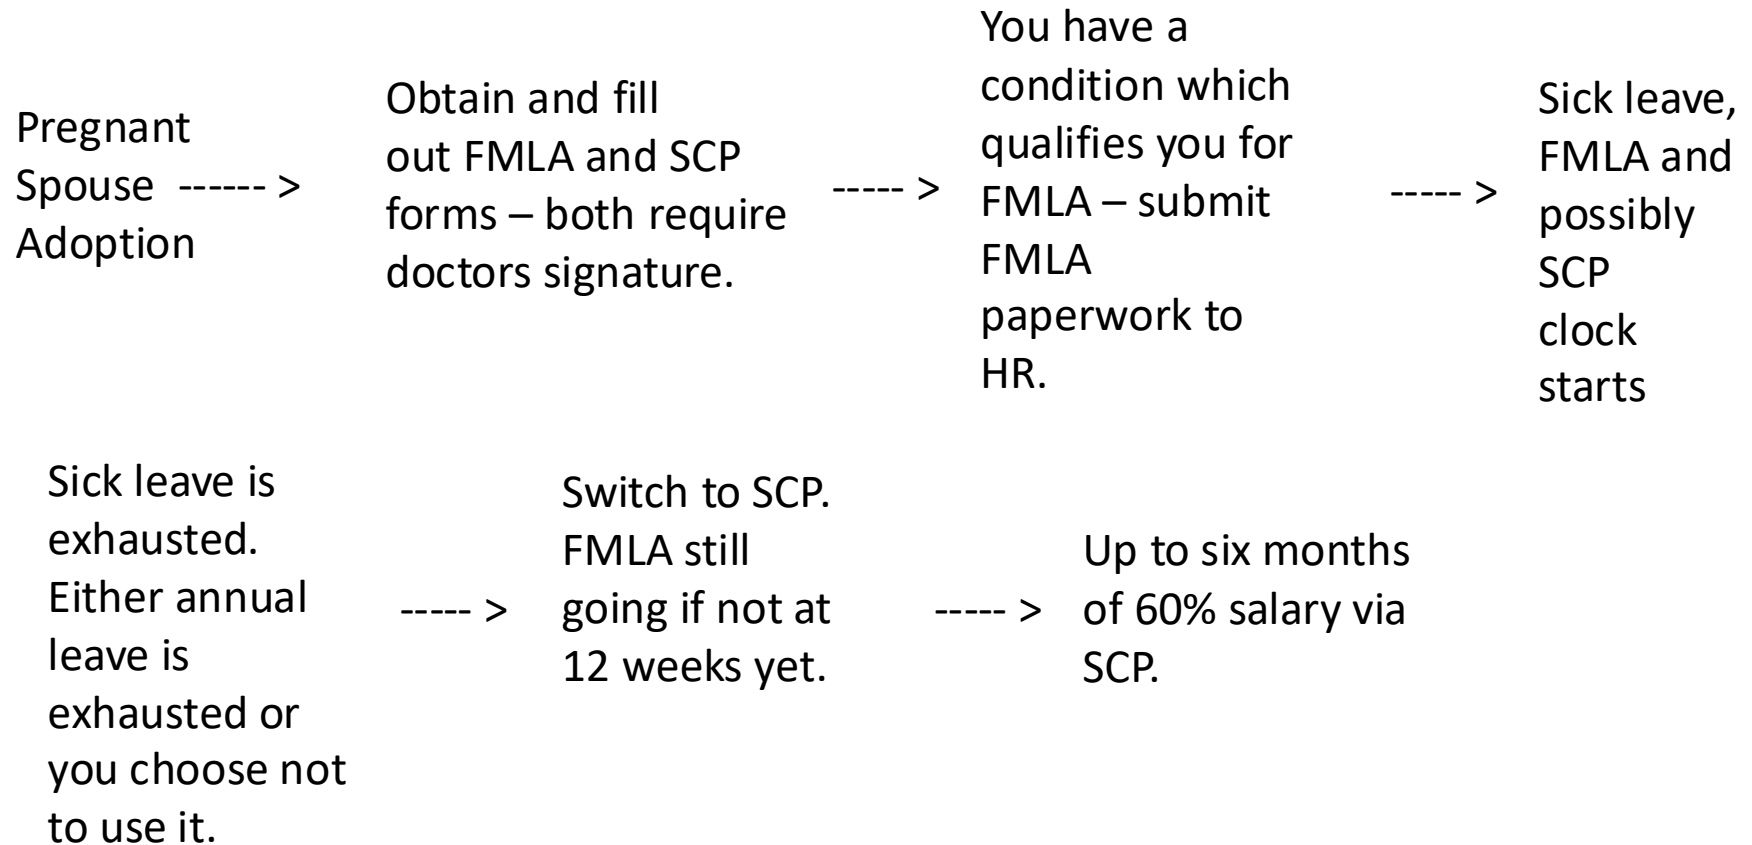 Pregnant
Spouse ------ >
Adoption
Obtain and fill
out FMLA and SCP
forms – both require
doctors signature.
----- >
You have a
condition which
qualifies you for
FMLA – submit
FMLA
paperwork to
HR.
----- >
Sick leave,
FMLA and
possibly
SCP
clock
starts
Sick leave is
exhausted.
Either annual
leave is
exhausted or
you choose not
to use it.
----- >
Switch to SCP.
FMLA still
going if not at
12 weeks yet.
----- >
Up to six months
of 60% salary via
SCP.